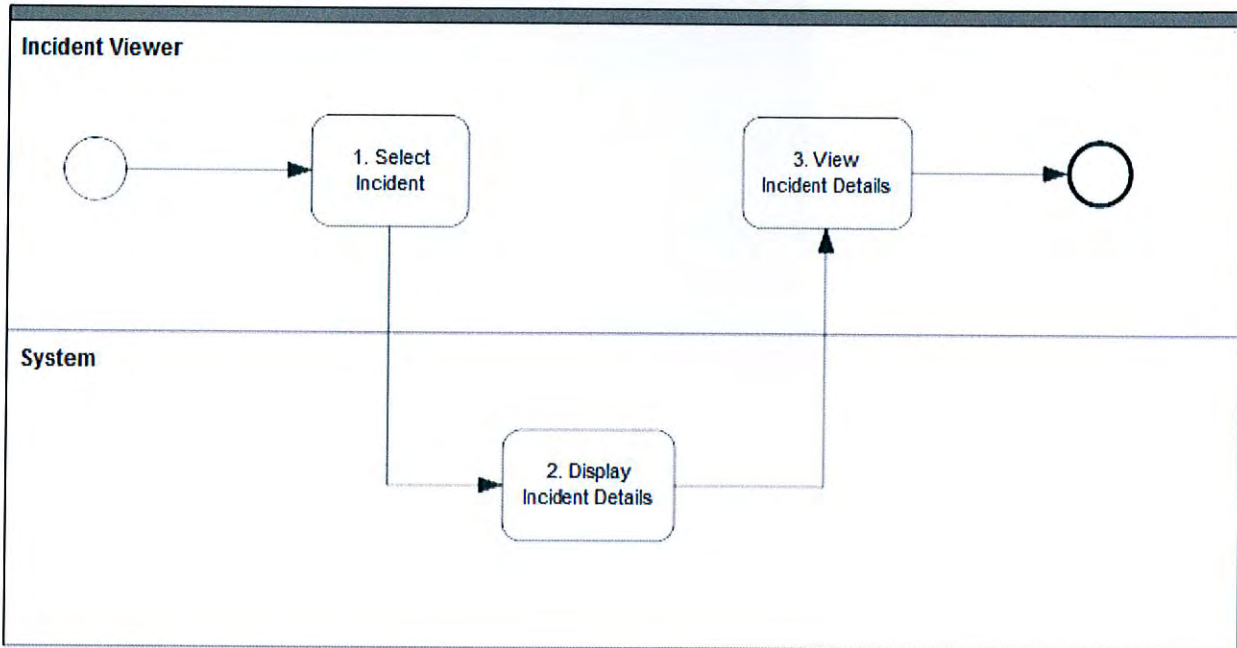 Incident Viewer
1. Select
Incident
3. View
Incident Details
System
2. Display
Incident Details